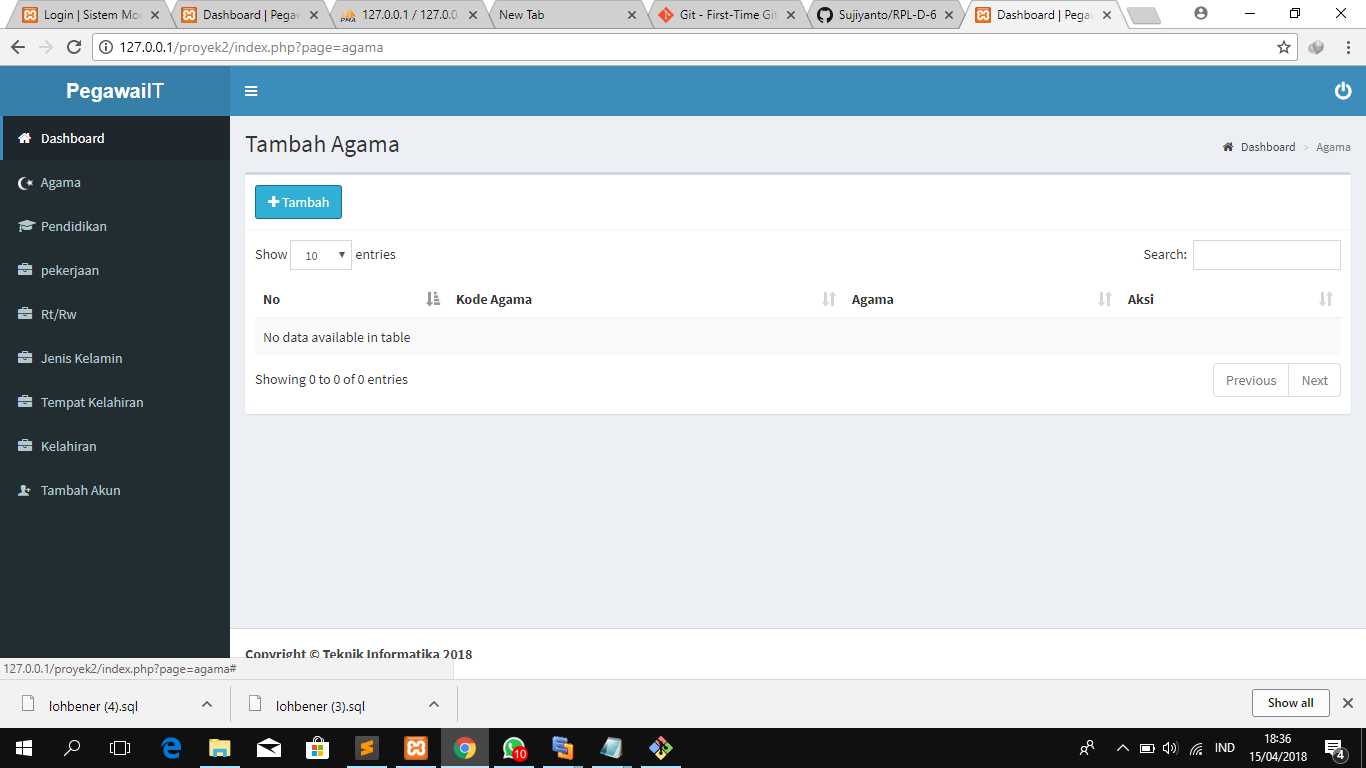 Login | Sistem Mon
Dashboard | Pegaw
PMA 127.0.0.1 / 127.0.0.
New Tab
Git - First-Time Git
Sujiyanto/RPL-D-6
Dashboard | Pegaw
127.0.0.1/proyek2/index.php?page=agama
PegawaiIT
Dashboard
Agama
Pendidikan
pekerjaan
Rt/Rw
Jenis Kelamin
Tempat Kelahiran
Kelahiran
Tambah Akun
Tambah Agama
Dashboard > Agama
Tambah
Show 10 entries
Search:
No Kode Agama Agama Aksi
No data available in table
Showing 0 to 0 of 0 entries
Previous Next
Copyright © Teknik Informatika 2018
127.0.0.1/proyek2/index.php?page=agama#
lohbener (4).sql
lohbener (3).sql
Show all
10
IND
18:36
15/04/2018
4